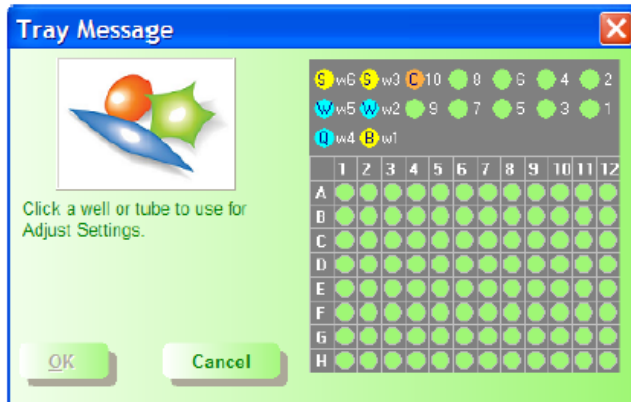 Tray Message
S w6 S w3 C 10 8 6 4 2
W w5 W w2 9 7 5 3 1
Q w4 B w1
1 2 3 4 5 6 7 8 9 10 11 12
A
B
C
D
E
F
G
H
Click a well or tube to use for
Adjust Settings.
OK
Cancel